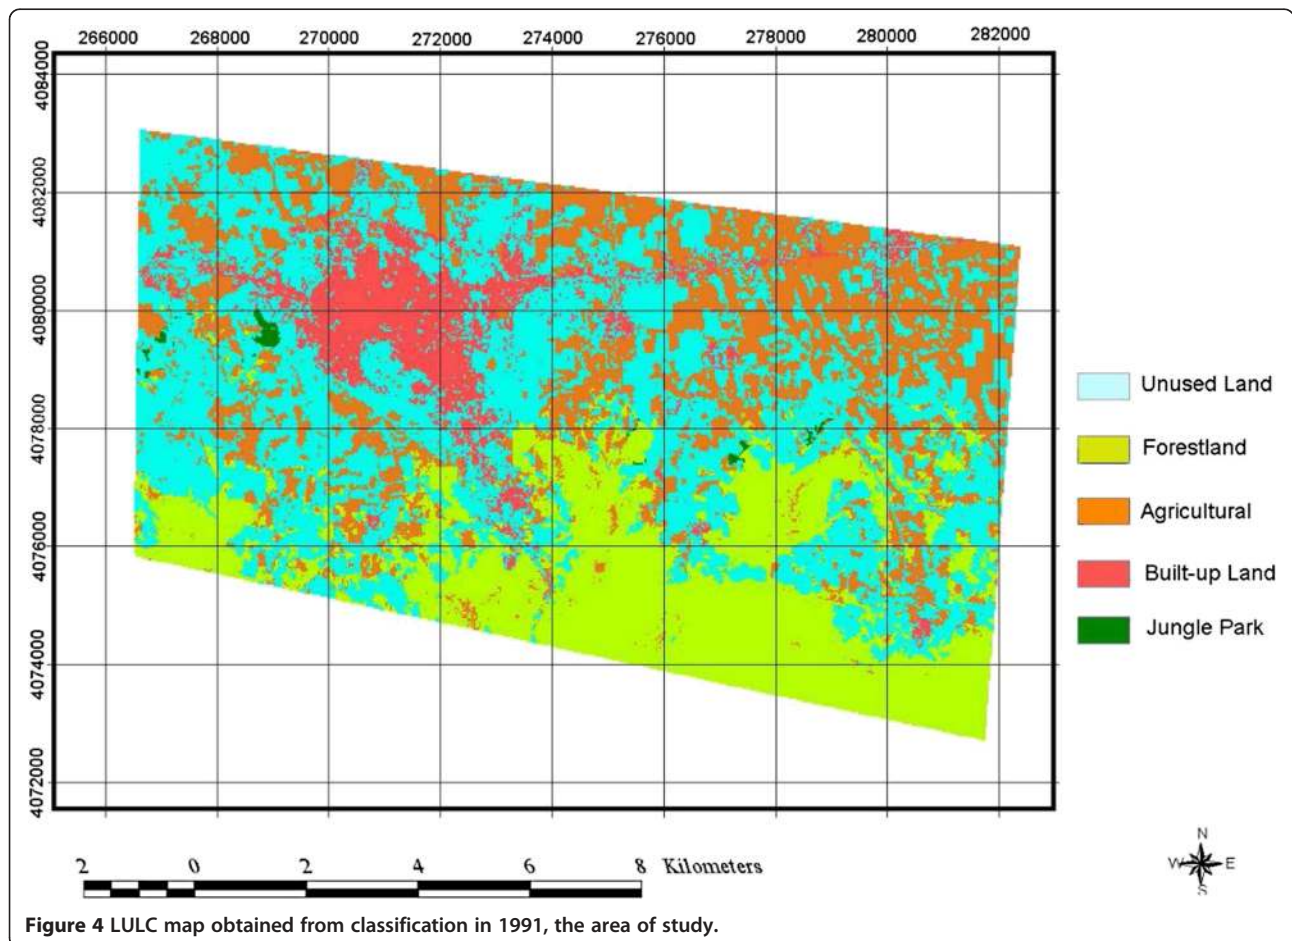 266000 268000 270000 272000 274000 276000 278000 280000 282000
4084000
4082000
4080000
4078000
4076000
4074000
4072000
Unused Land
Forestland
Agricultural
Built-up Land
Jungle Park
N
W E
S
2 0 2 4 6 8 Kilometers
Figure 4 LULC map obtained from classification in 1991, the area of study.